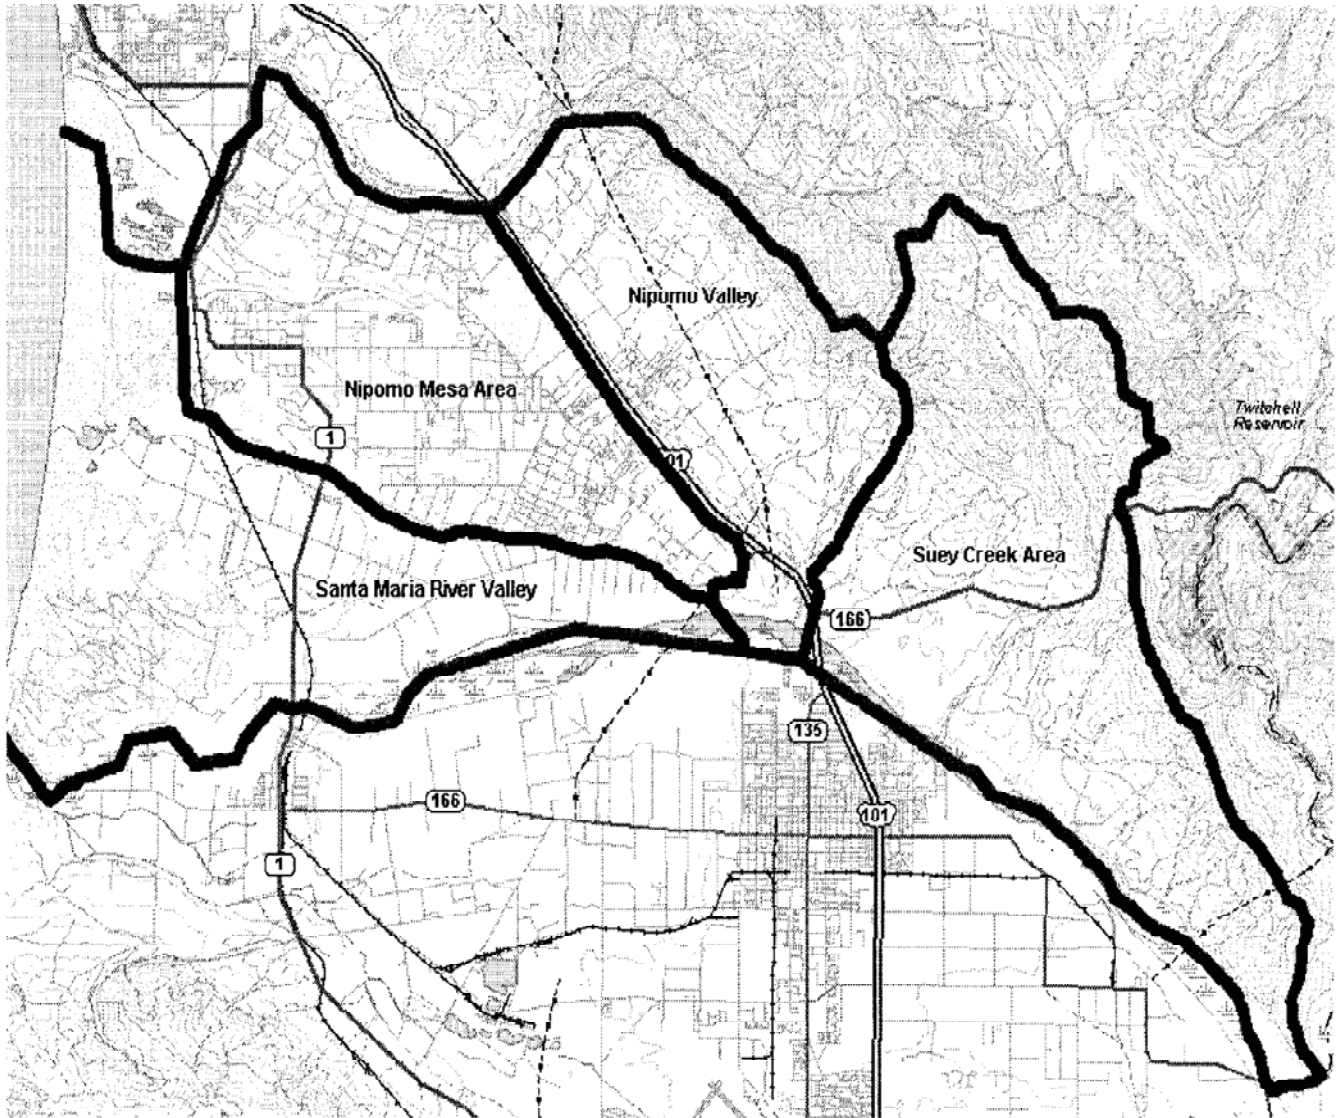 Nipomo Valley
Nipomo Mesa Area
Twitchell
Reservoir
1
101
Suey Creek Area
Santa Maria River Valley
166
135
166
101
1